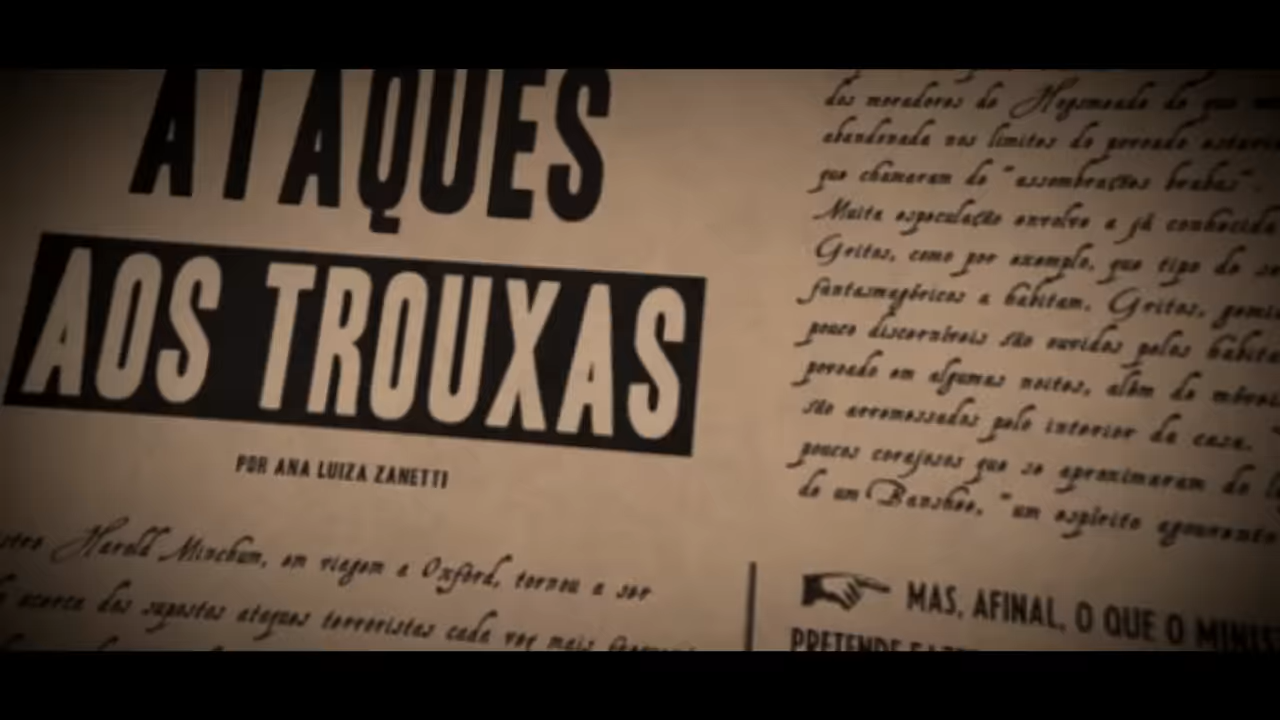 ATAQUES
AOS TROUXAS
POR ANA LUIZA ZANETTI
Harold Minchum, em viagem a Oxford, tornou a ser
acerca dos supostos ataques terroristas cada vez mais
dos moradores de Hogsmeade de que
abandonada nos limites do povoado
que chamaram de "assombrações brabas".
Muita especulação envolve a já conhecida
Gritos, como por exemplo, que tipo de
fantasmagóricos a habitam. Gritos,
pouco discerníveis são ouvidos pelos
povoado em algumas noites, além de
são arremessados pelo interior da casa.
poucos corajosos que se aproximaram do
de um Banshee, "um espírito
MAS, AFINAL, O QUE O